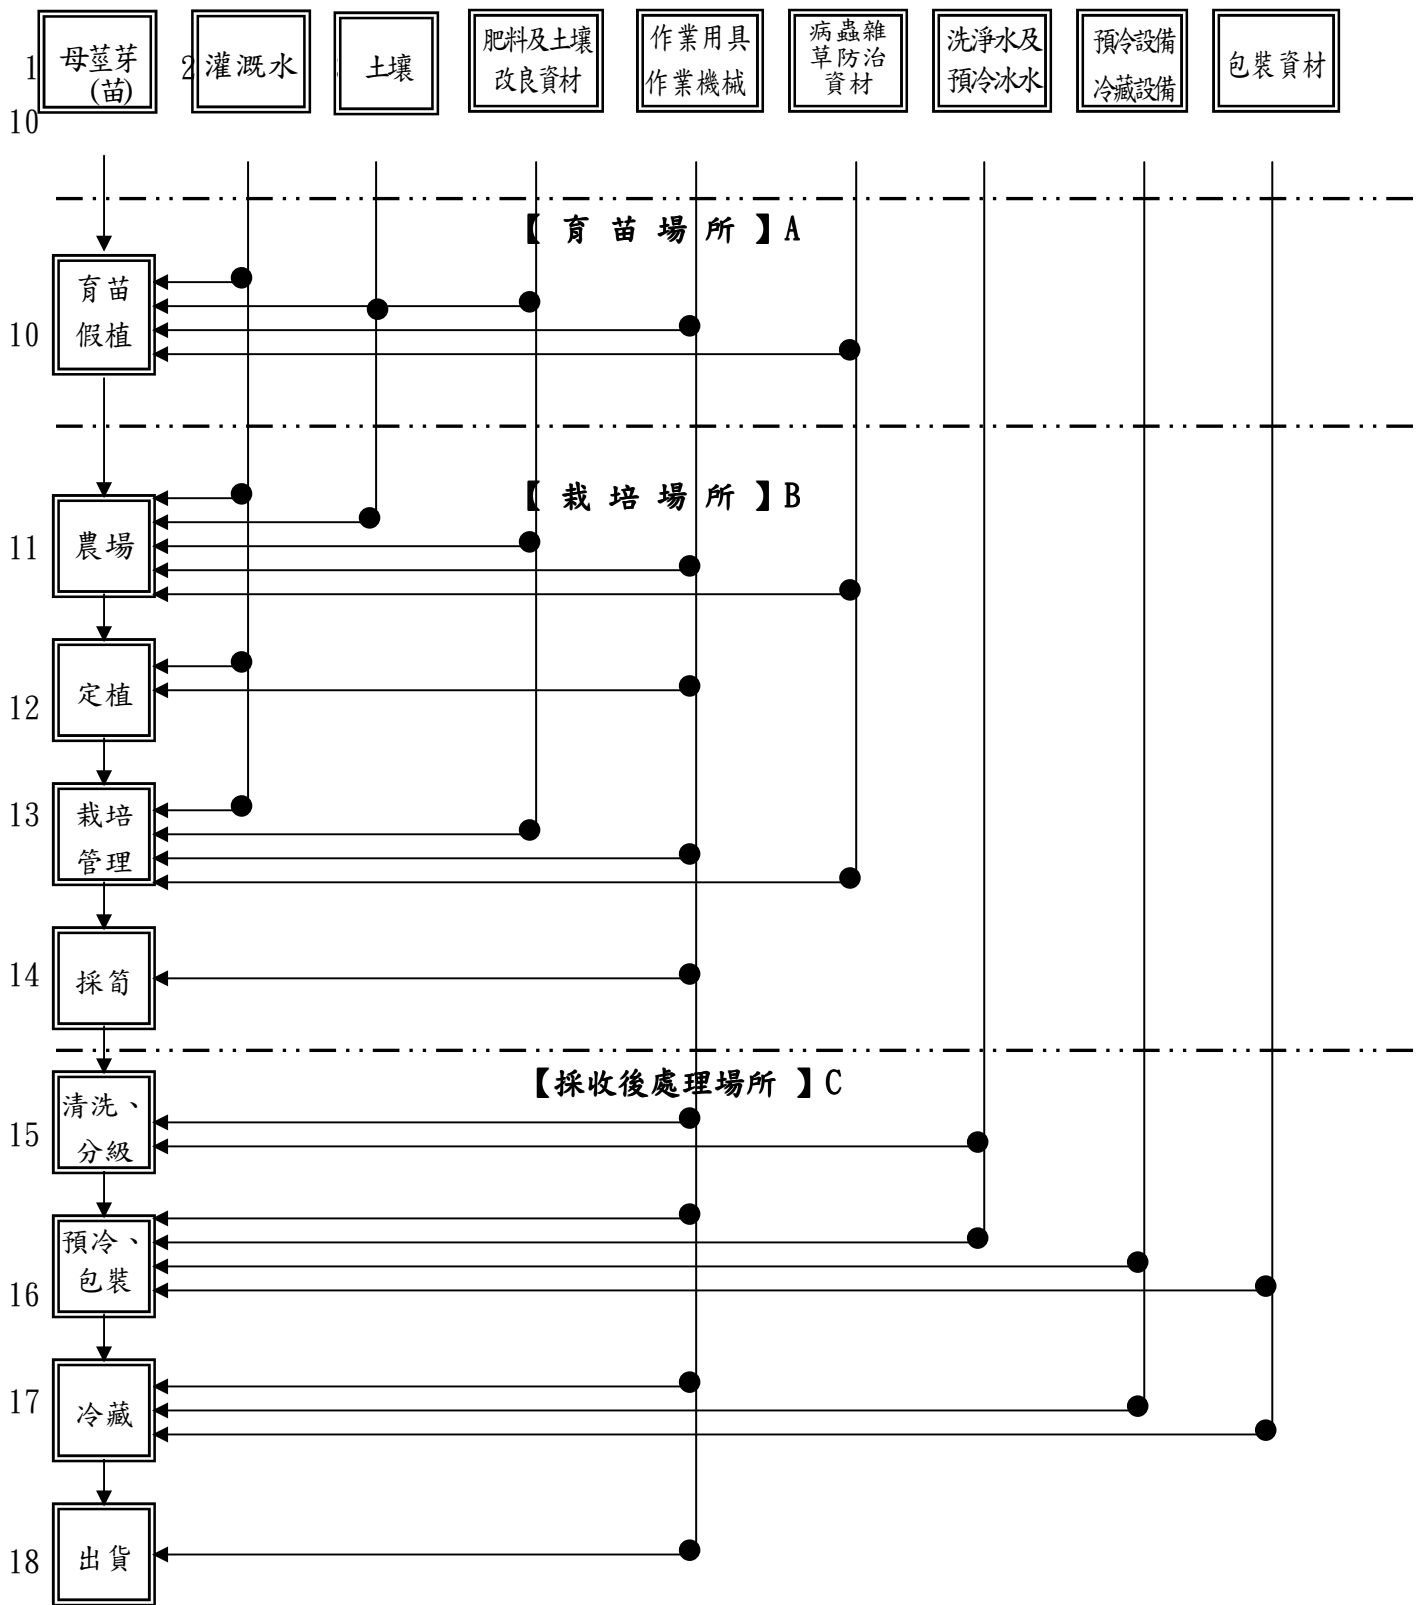 1
母莖芽
(苗)
2
灌溉水
土壤
肥料及土壤
改良資材
作業用具
作業機械
病蟲雜
草防治
資材
洗淨水及
預冷冰水
預冷設備
冷藏設備
包裝資材
10
【 育 苗 場 所 】A
育苗
假植
10
【 栽 培 場 所 】B
農場
11
定植
12
栽培
管理
13
採筍
14
【採收後處理場所 】C
清洗、
分級
15
預冷、
包裝
16
冷藏
17
出貨
18